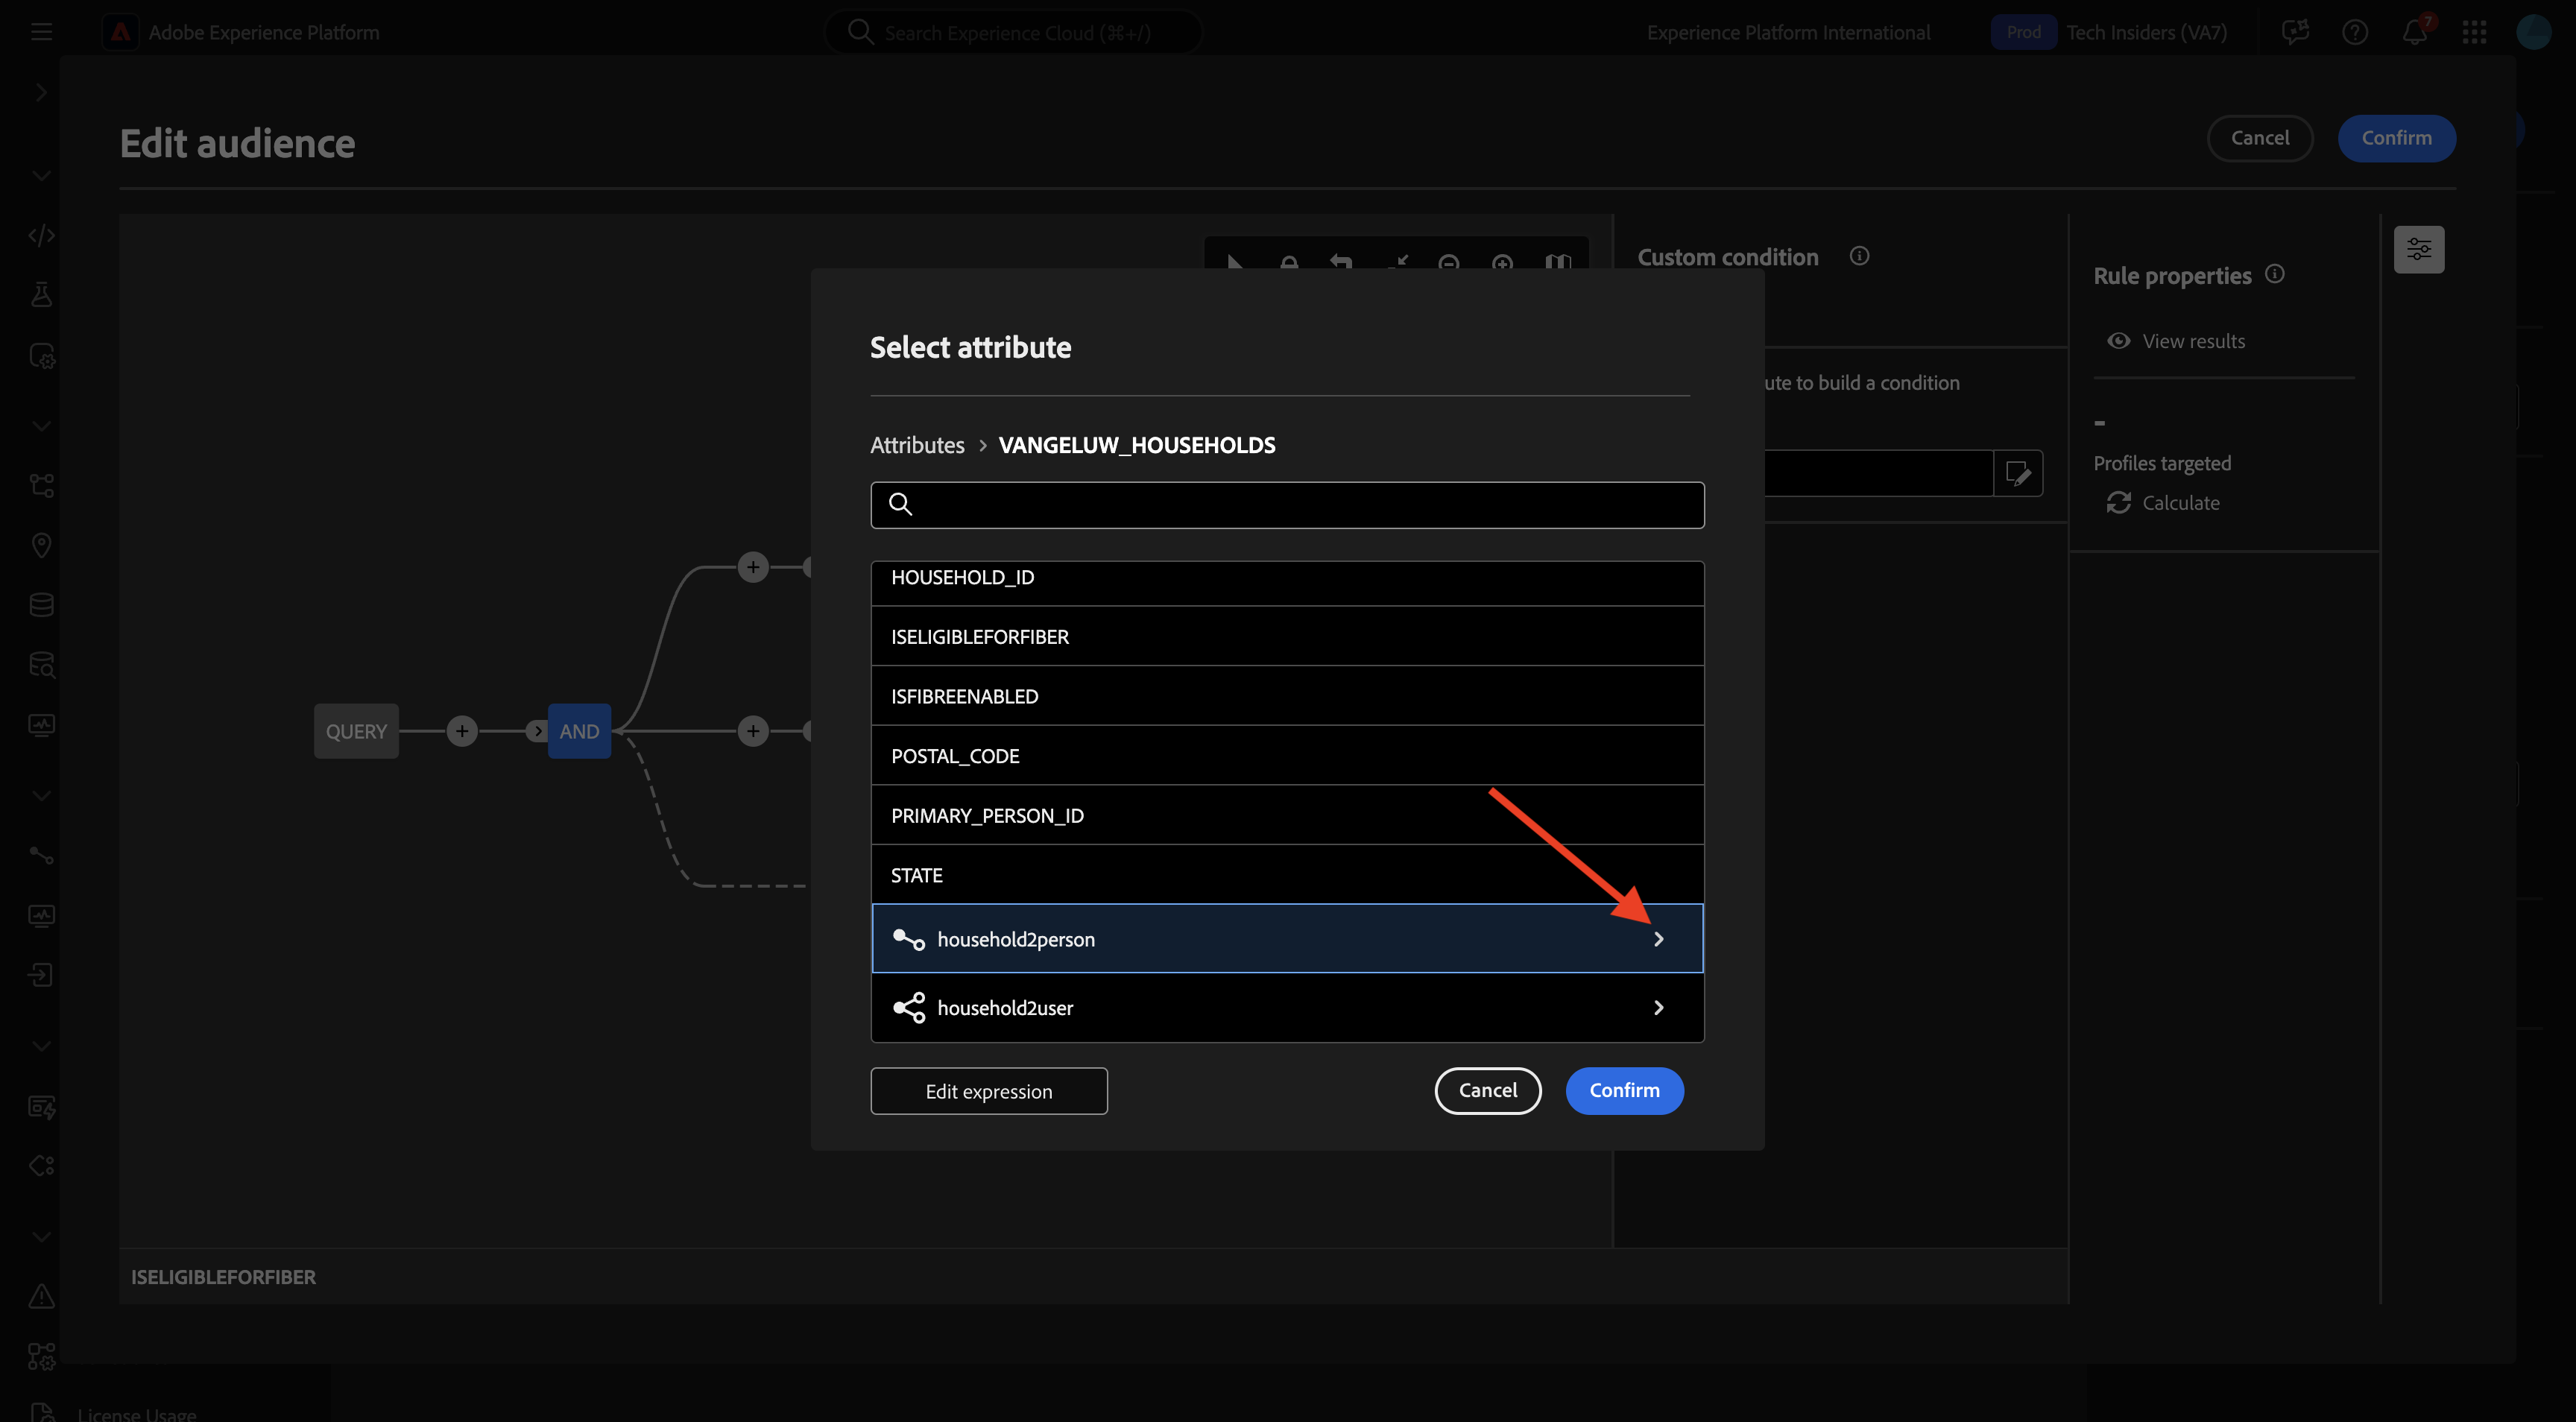 Adobe Experience Platform
Search Experience Cloud (⌘+/)
Experience Platform International
Prod
Tech Insiders (VA7)
7
Edit audience
Cancel
Confirm
Custom condition
Rule properties
View results
Select attribute
ute to build a condition
-
Attributes > VANGELUW_HOUSEHOLDS
Profiles targeted
Calculate
HOUSEHOLD_ID
ISELIGIBLEFORFIBER
ISFIBREENABLED
POSTAL_CODE
PRIMARY_PERSON_ID
STATE
household2person
household2user
QUERY
AND
Edit expression
Cancel
Confirm
ISELIGIBLEFORFIBER
License Usage